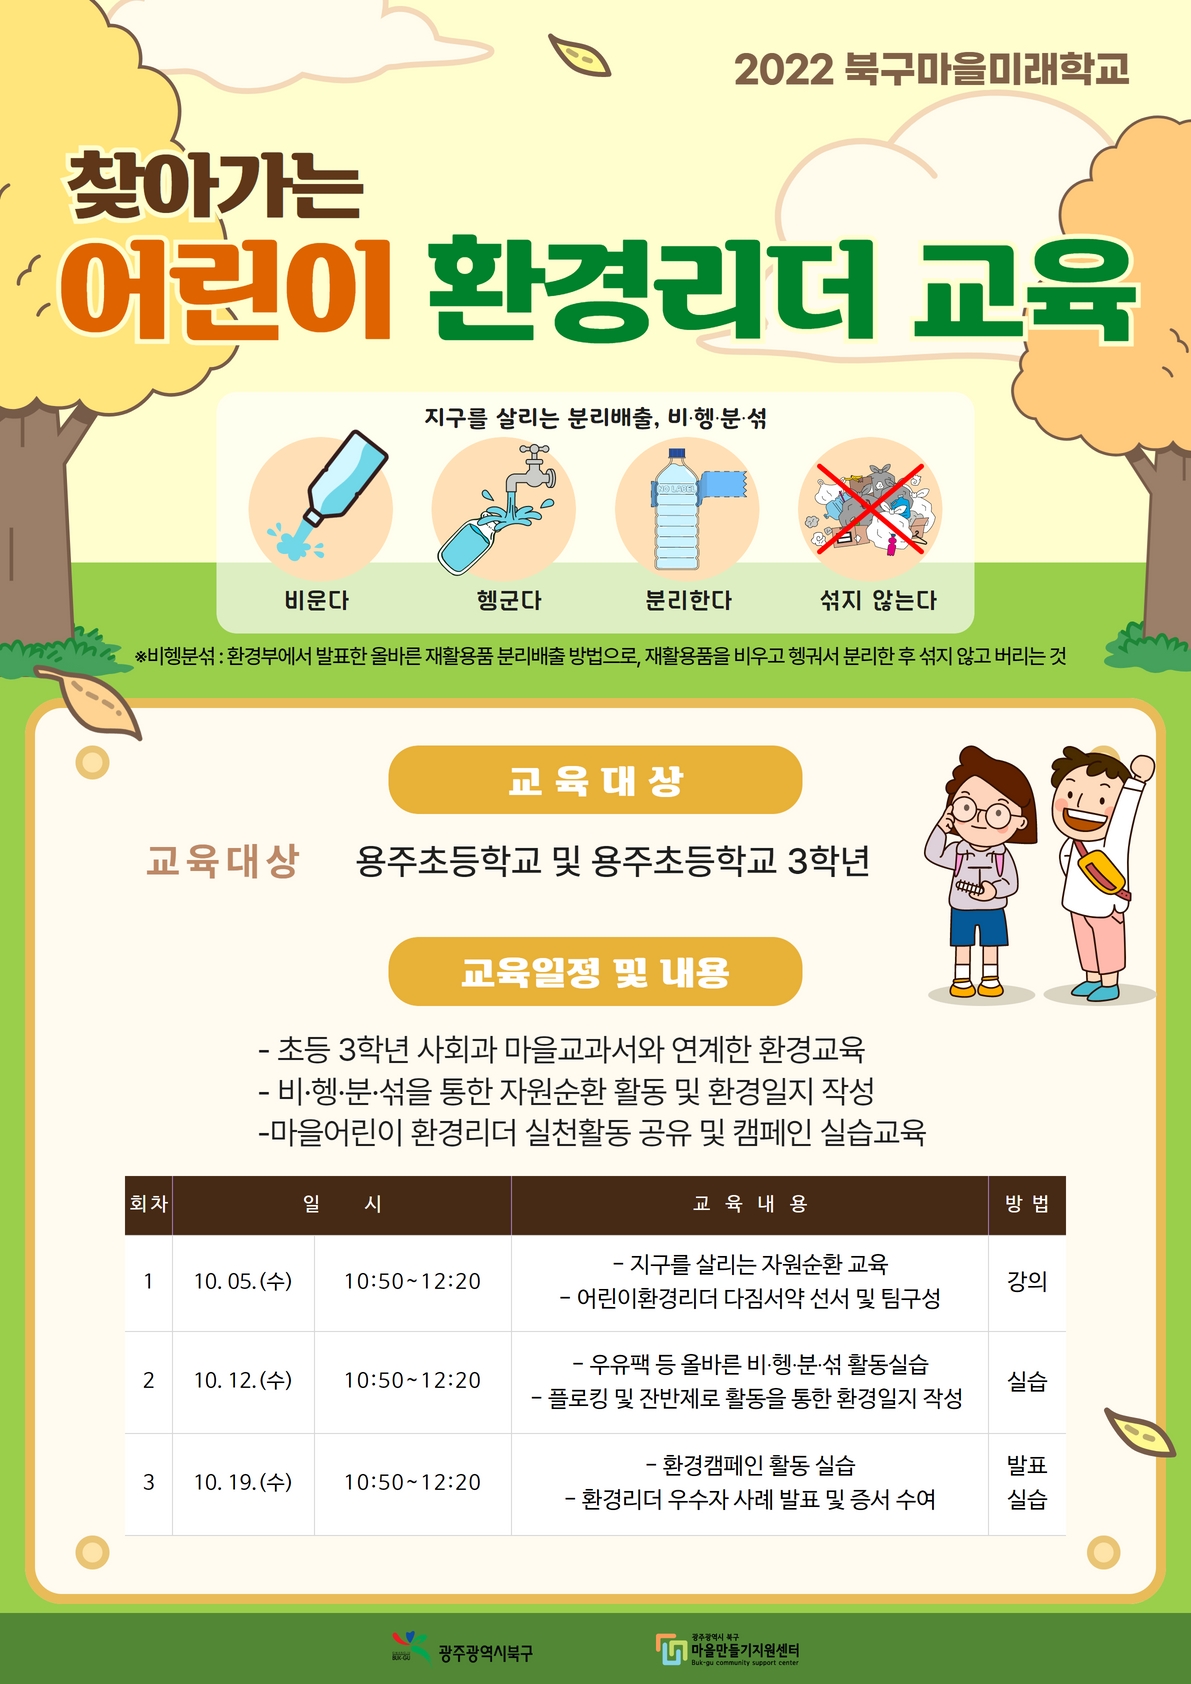 2022 북구마을미래학교
찾아가는
어린이 환경리더 교육
지구를 살리는 분리배출, 비·헹·분·섞
NO LABEL
비운다
헹군다
분리한다
섞지 않는다
※비헹분섞 : 환경부에서 발표한 올바른 재활용품 분리배출 방법으로, 재활용품을 비우고 헹궈서 분리한 후 섞지 않고 버리는 것
교 육 대 상
교육대상 용주초등학교 및 용주초등학교 3학년
교육일정 및 내용
- 초등 3학년 사회과 마을교과서와 연계한 환경교육
- 비·헹·분·섞을 통한 자원순환 활동 및 환경일지 작성
-마을어린이 환경리더 실천활동 공유 및 캠페인 실습교육
회차 일 시 교 육 내 용 방 법
1 10. 05.(수) 10:50~12:20 - 지구를 살리는 자원순환 교육
- 어린이환경리더 다짐서약 선서 및 팀구성
강의
2 10. 12.(수) 10:50~12:20 - 우유팩 등 올바른 비·헹·분·섞 활동실습
- 플로킹 및 잔반제로 활동을 통한 환경일지 작성
실습
3 10. 19.(수) 10:50~12:20 - 환경캠페인 활동 실습
- 환경리더 우수자 사례 발표 및 증서 수여
발표
실습
BUK-GU
광주광역시북구
광주광역시 북구
마을만들기지원센터
Buk-gu community support center